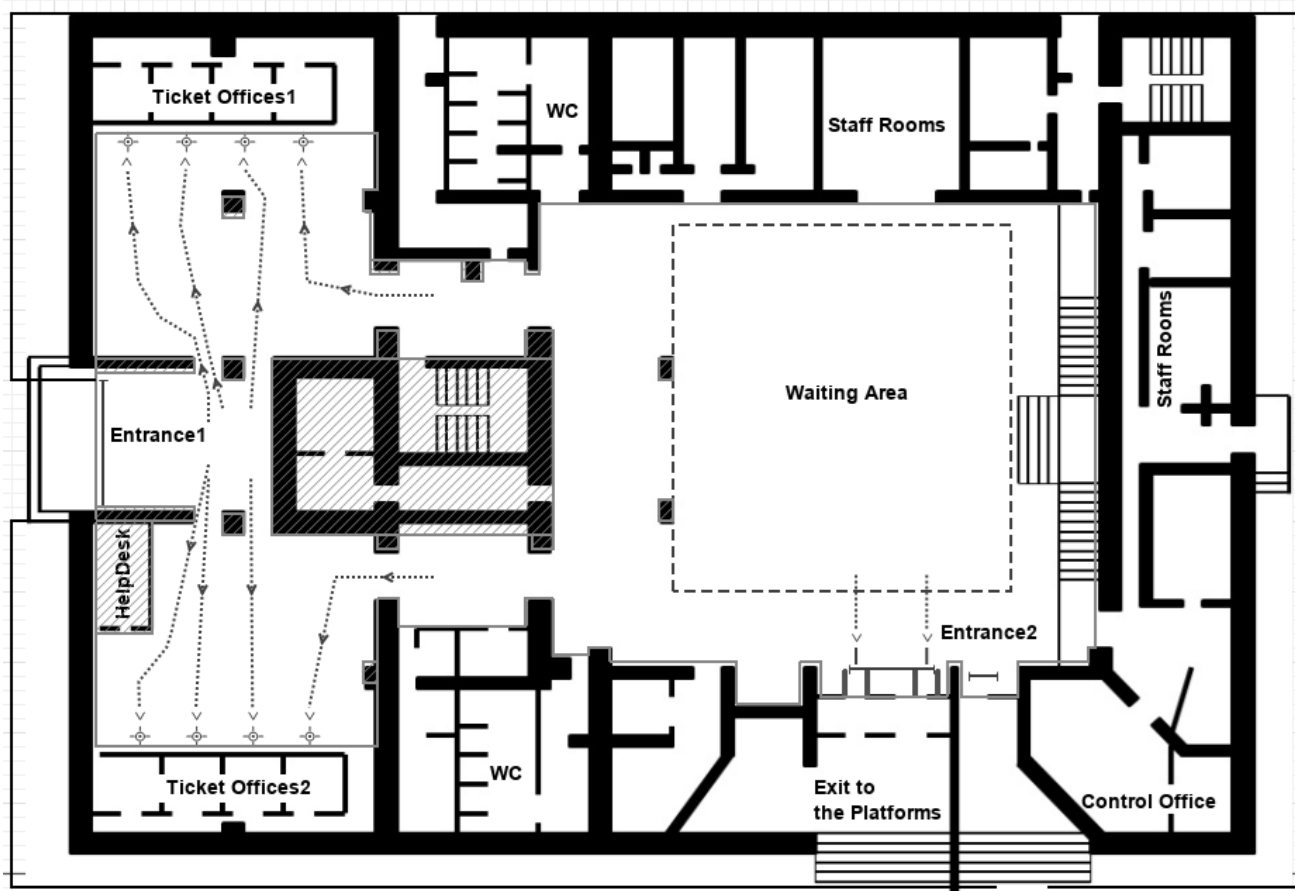 Ticket Offices1
WC
Staff Rooms
Waiting Area
Staff Rooms
Entrance1
HelpDesk
Entrance2
Ticket Offices2
WC
Exit to
the Platforms
Control Office